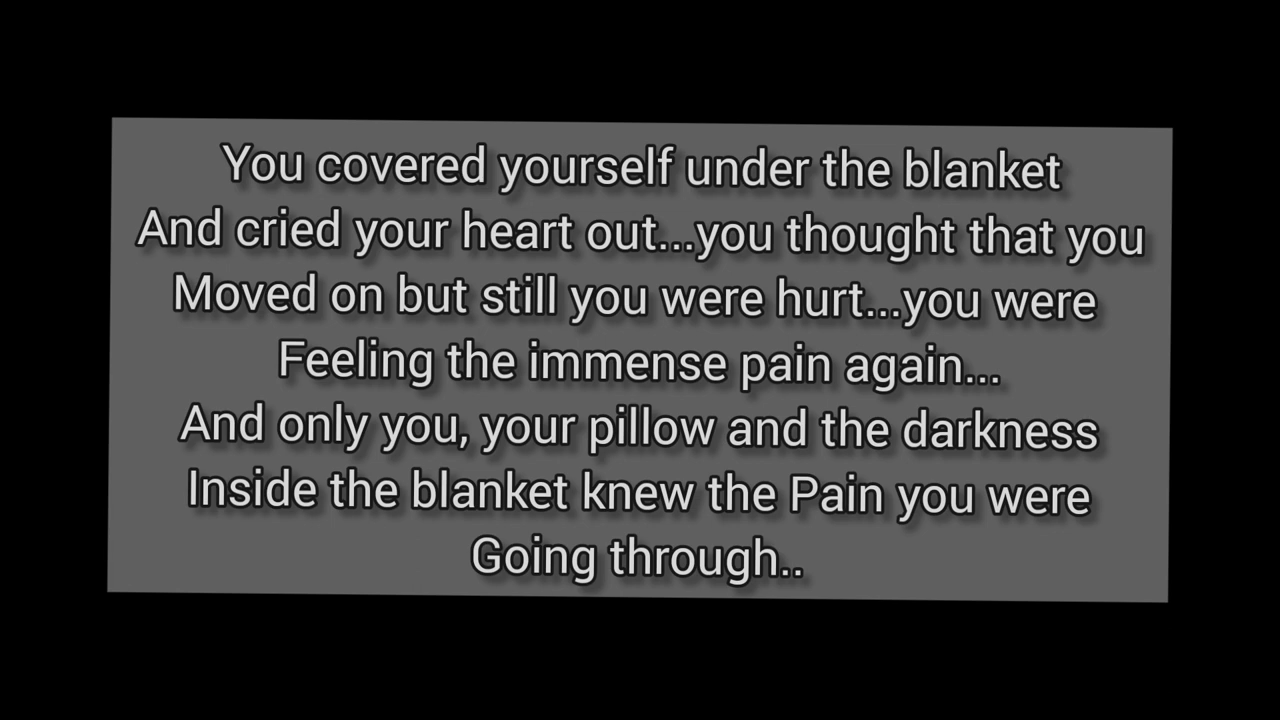 You covered yourself under the blanket
And cried your heart out...you thought that you
Moved on but still you were hurt...you were
Feeling the immense pain again...
And only you, your pillow and the darkness
Inside the blanket knew the Pain you were
Going through..